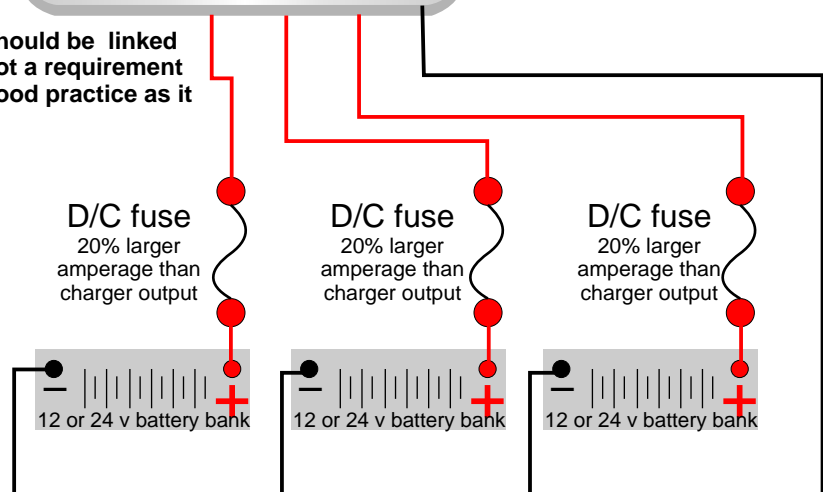 hould be linked
ot a requirement
ood practice as it
D/C fuse
20% larger
amperage than
charger output
D/C fuse
20% larger
amperage than
charger output
D/C fuse
20% larger
amperage than
charger output
12 or 24 v battery bank
12 or 24 v battery bank
12 or 24 v battery bank